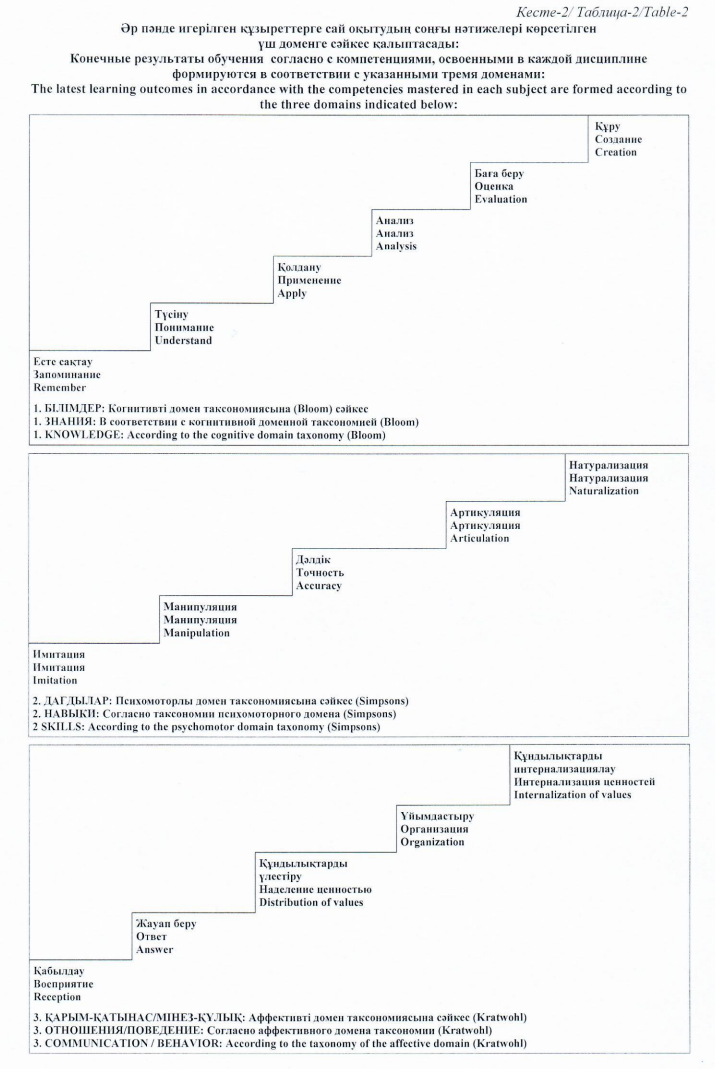 Кесте-2/ Таблица-2/Table-2
Әр пәнде игерілген құзыреттерге сай оқытудын соңғы нәтижелері көрсетілген
үш доменге сәйкес қалыптасады:
Конечные результаты обучения согласно с компетенциями, освоенными в каждой дисциплине
формируются в соответствии с указанными тремя доменами:
The latest learning outcomes in accordance with the competencies mastered in each subject are formed according to
the three domains indicated below:
Құру
Создание
Creation
Баға беру
Оценка
Evaluation
Анализ
Анализ
Analysis
Қолдану
Применение
Apply
Түсіну
Понимание
Understand
Есте сақтау
Запоминание
Remember
1. БІЛІМДЕР: Когнитивті домен таксономиясына (Bloom) сәйкес
1. ЗНАНИЯ: В соответствии с когнитивной доменной таксономией (Bloom)
1. KNOWLEDGE: According to the cognitive domain taxonomy (Bloom)
Натурализация
Натурализация
Naturalization
Артикуляция
Артикуляция
Articulation
Дәлдік
Точность
Accuracy
Манипуляция
Манипуляция
Manipulation
Имитация
Имитация
Imitation
2. ДАГДЫЛАР: Психомоторлы домен таксономиясына сәйкес (Simpsons)
2. НАВЫКИ: Согласно таксономии психомоторного домена (Simpsons)
2 SKILLS: According to the psychomotor domain taxonomy (Simpsons)
Құндылықтарды
интернализациялау
Интернализация ценностей
Internalization of values
Ұйымдастыру
Организация
Organization
Құндылықтарды
үлестіру
Наделение ценностью
Distribution of values
Жауап беру
Ответ
Answer
Қабылдау
Восприятие
Reception
3. ҚАРЫМ-ҚАТЫНАС/МІНЕЗ-ҚҰЛЫҚ: Аффективті домен таксономиясына сәйкес (Kratwohl)
3. ОТНОШЕНИЯ/ПОВЕДЕНИЕ: Согласно аффективного домена таксономии (Kratwohl)
3. COMMUNICATION / BEHAVIOR: According to the taxonomy of the affective domain (Kratwohl)